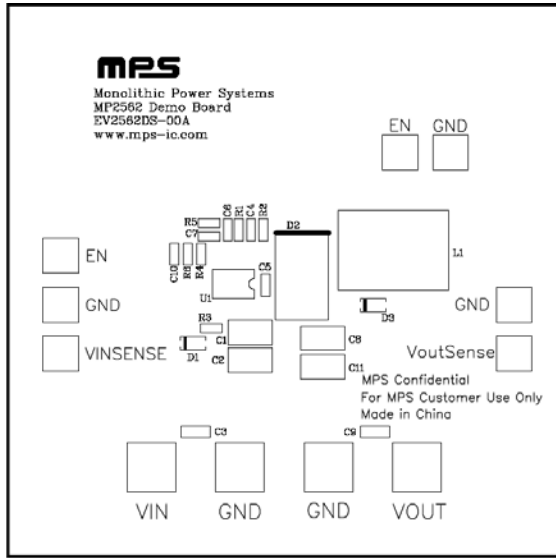 MPS
Monolithic Power Systems
MP2562 Demo Board
EV2562DS-00A
www.mps-ic.com
EN GND
R5
C7
C6
R1
C4
R2
D2
L1
C10
R6
R4
U1
C5
EN
GND
VINSENSE
R3
D1
C1
C2
C8
C11
D3
GND
VoutSense
MPS Confidential
For MPS Customer Use Only
Made in China
C3
C9
VIN GND GND VOUT